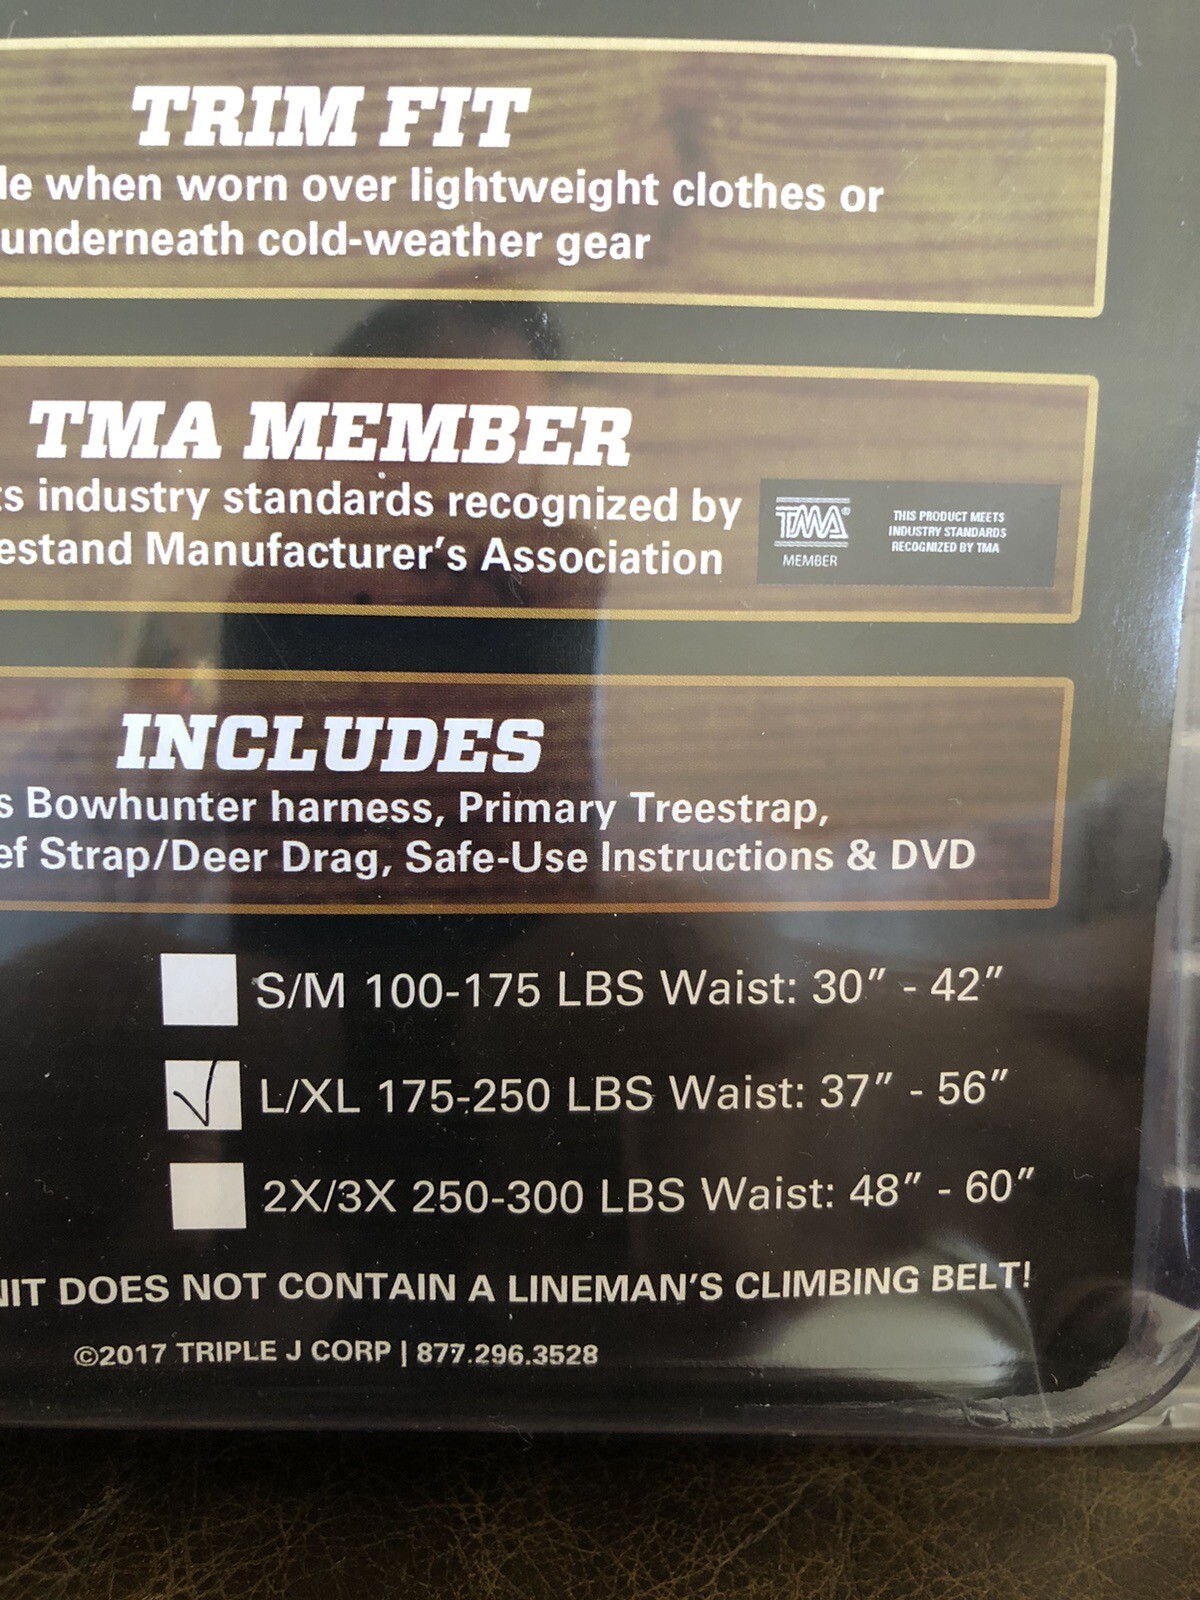 TRIM FIT
le when worn over lightweight clothes or
underneath cold-weather gear
TMA MEMBER
ts industry standards recognized by
estand Manufacturer's Association
TMA®
MEMBER
THIS PRODUCT MEETS
INDUSTRY STANDARDS
RECOGNIZED BY TMA
INCLUDES
s Bowhunter harness, Primary Treestrap,
ef Strap/Deer Drag, Safe-Use Instructions & DVD
S/M 100-175 LBS Waist: 30” - 42”
L/XL 175-250 LBS Waist: 37” - 56”
2X/3X 250-300 LBS Waist: 48” - 60”
NIT DOES NOT CONTAIN A LINEMAN'S CLIMBING BELT!
©2017 TRIPLE J CORP | 877.296.3528